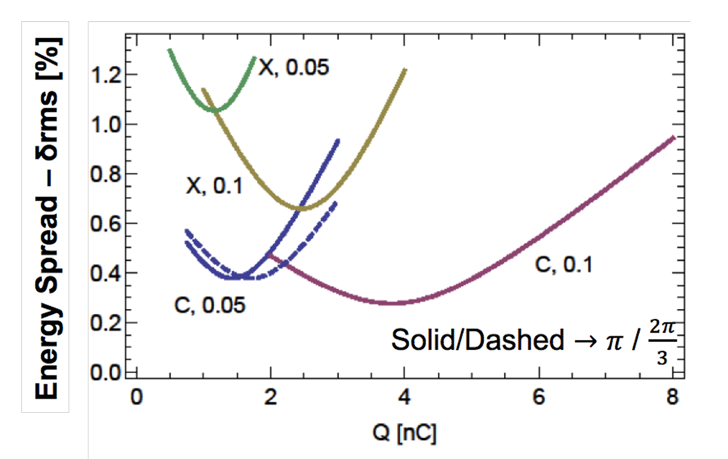 Energy Spread – δrms [%]
1.2
1.0
0.8
0.6
0.4
0.2
0.0
X, 0.05
X, 0.1
C, 0.05
C, 0.1
Solid/Dashed → π / 2π/3
0 2 4 6 8
Q [nC]